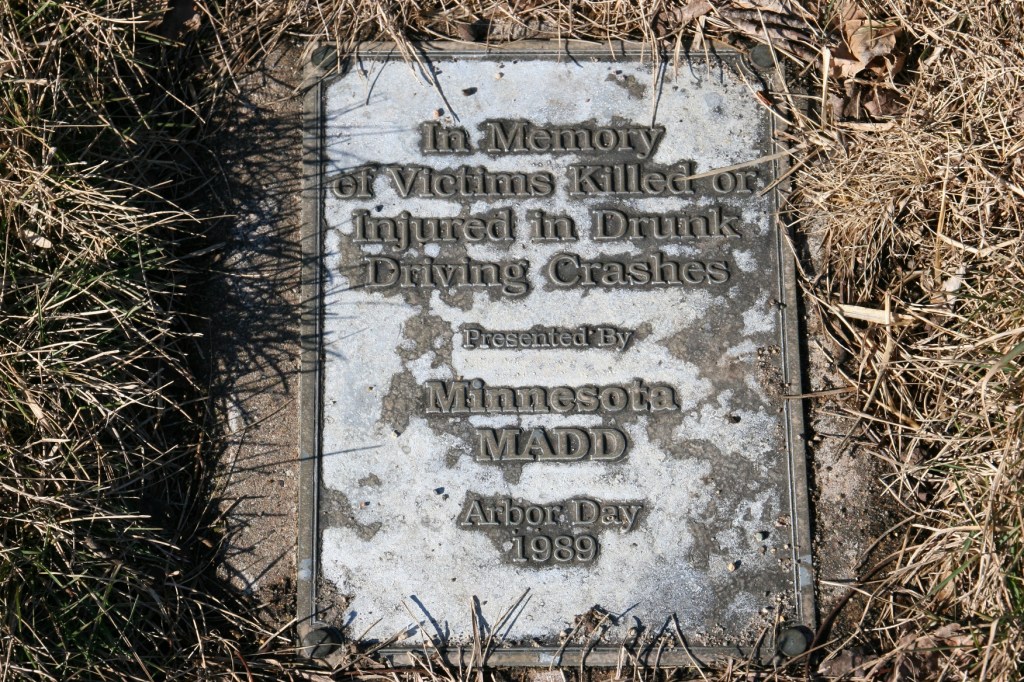 In Memory
of Victims Killed or
Injured in Drunk
Driving Crashes
Presented By
Minnesota
MADD
Arbor Day
1989